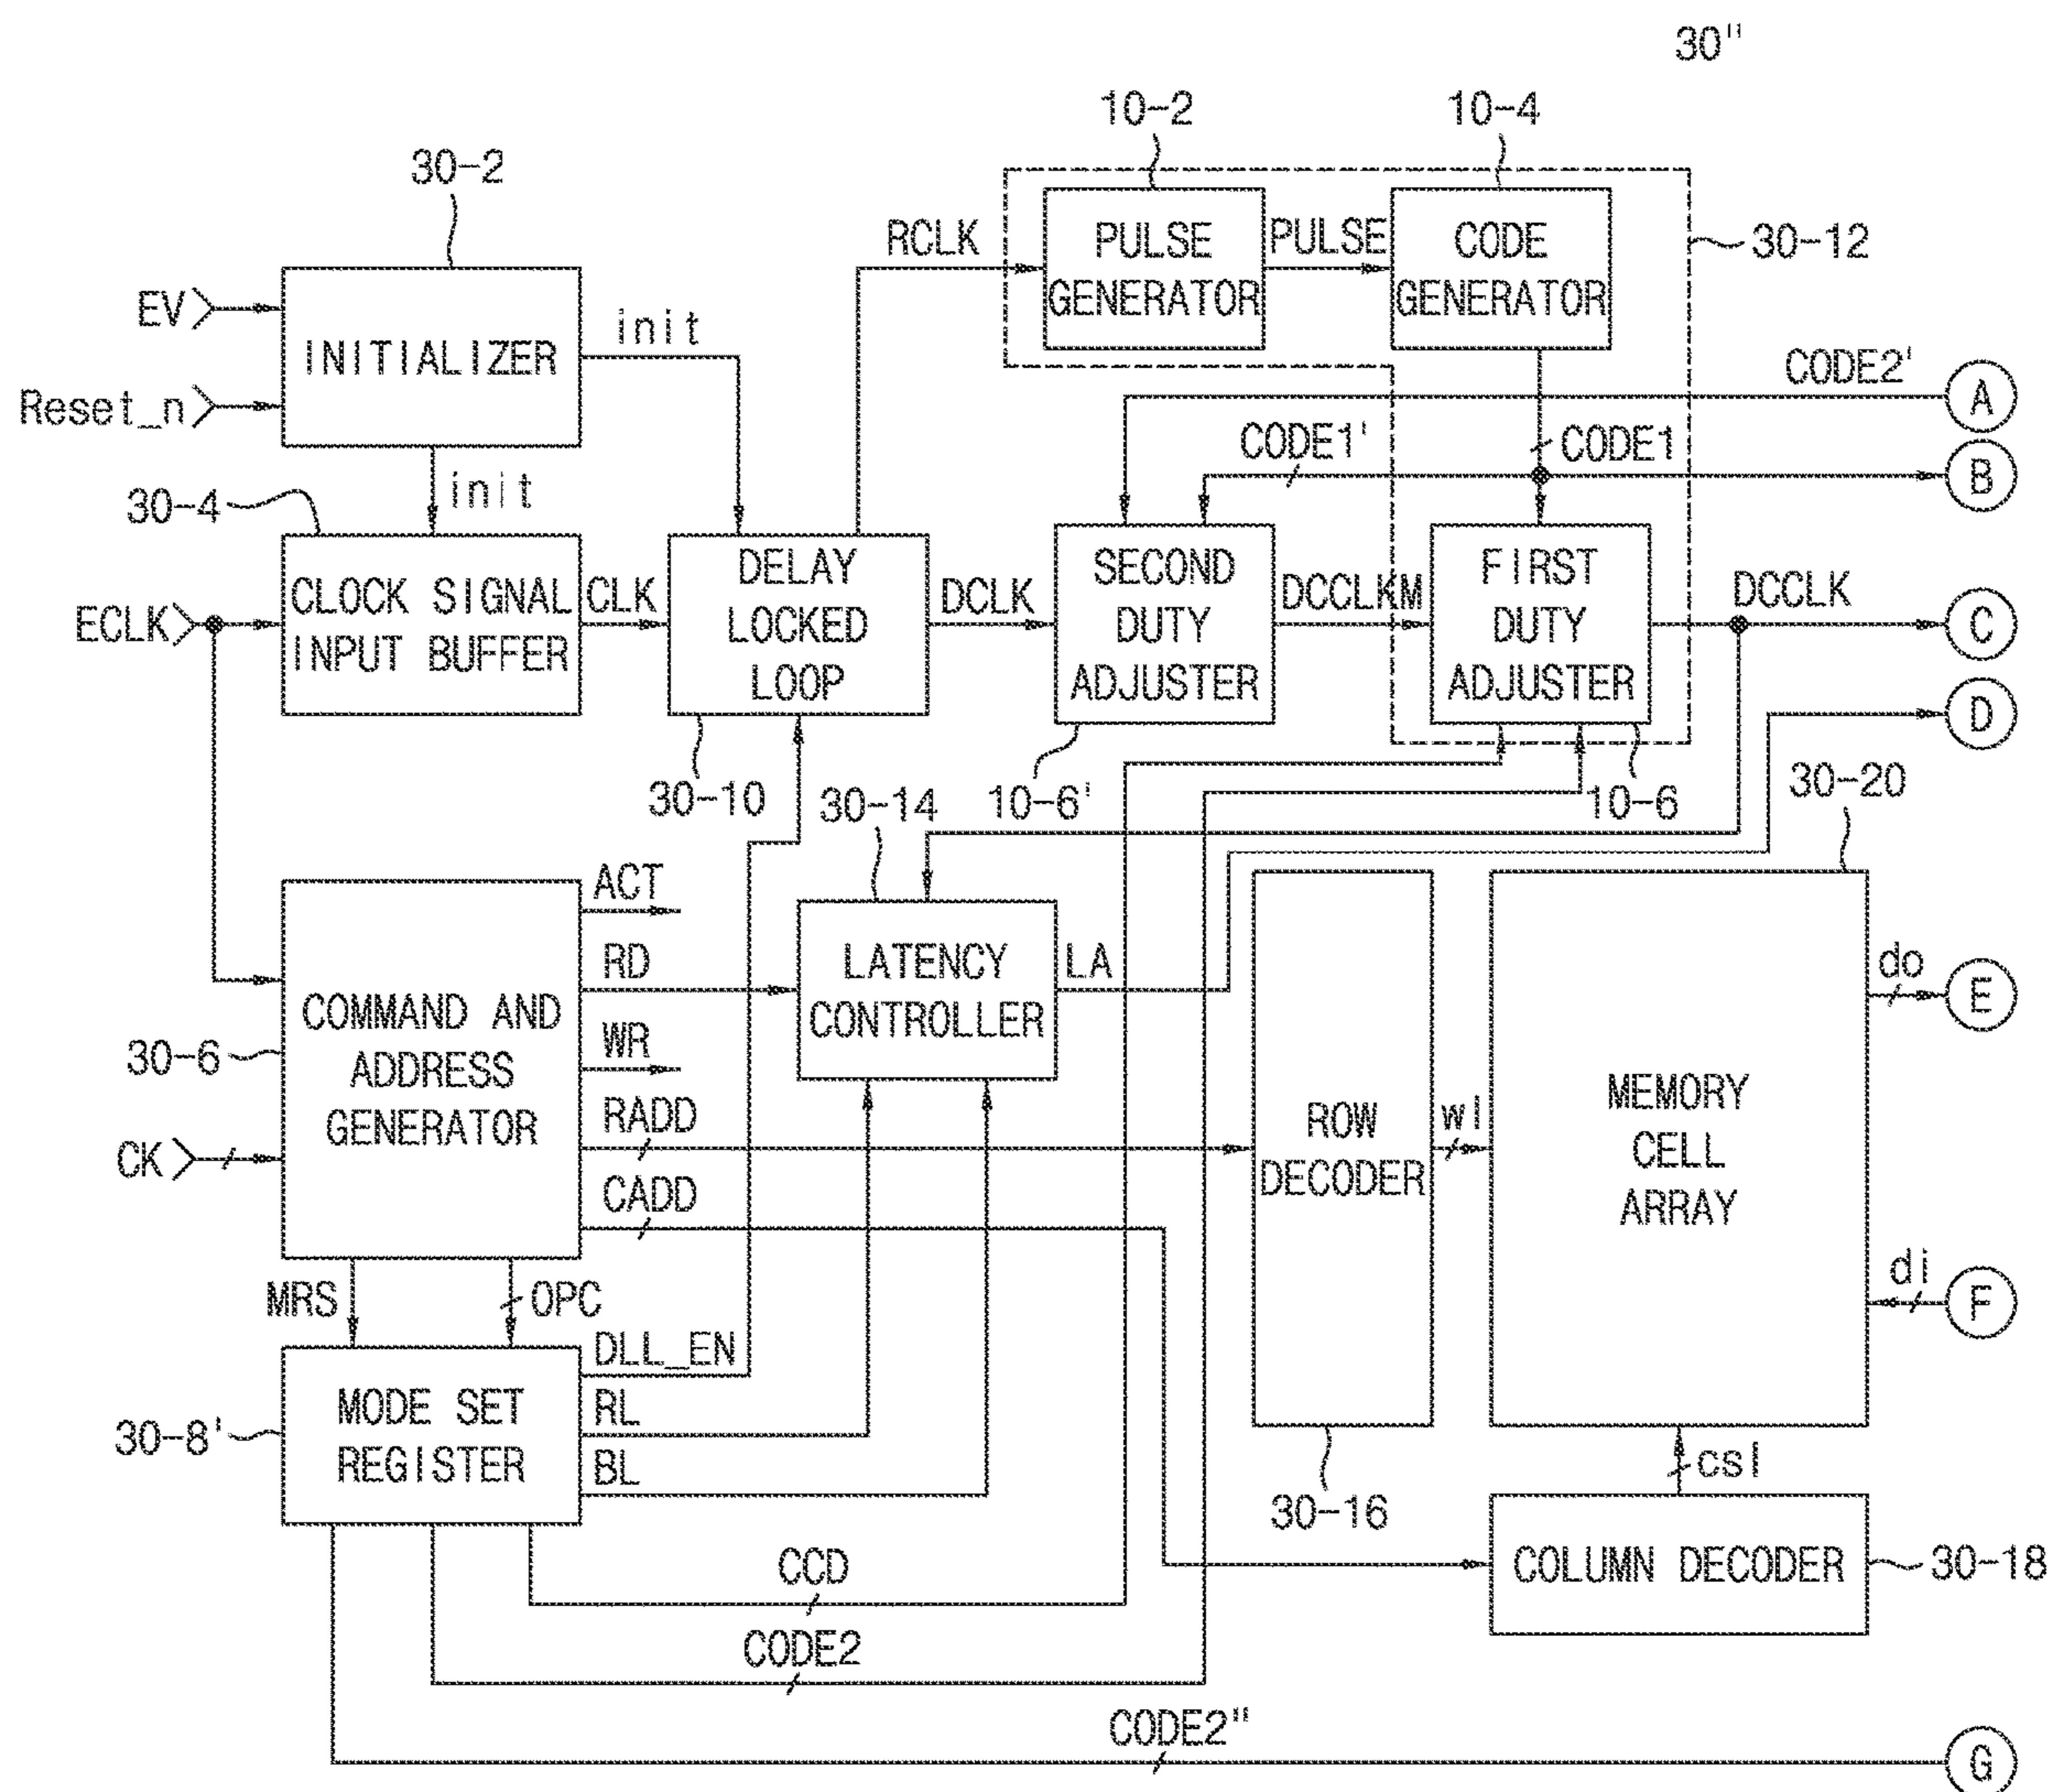 30"
10-2
10-4
30-2
30-12
RCLK
PULSE
GENERATOR
PULSE
CODE
GENERATOR
EV
Reset_n
INITIALIZER
init
init
CODE2'
A
CODE1'
CODE1
B
30-4
CLOCK SIGNAL
INPUT BUFFER
ECLK
CLK
DELAY
LOCKED
LOOP
DCLK
SECOND
DUTY
ADJUSTER
DCCLKM
FIRST
DUTY
ADJUSTER
DCCLK
C
D
30-10
30-14
10-6'
10-6
30-20
ACT
RD
WR
RADD
CADD
COMMAND AND
ADDRESS
GENERATOR
30-6
CK
LATENCY
CONTROLLER
LA
ROW
DECODER
wl
MEMORY
CELL
ARRAY
do
E
di
F
MRS
OPC
DLL_EN
RL
BL
MODE SET
REGISTER
30-8'
30-16
csl
COLUMN DECODER
30-18
CCD
CODE2
CODE2"
G